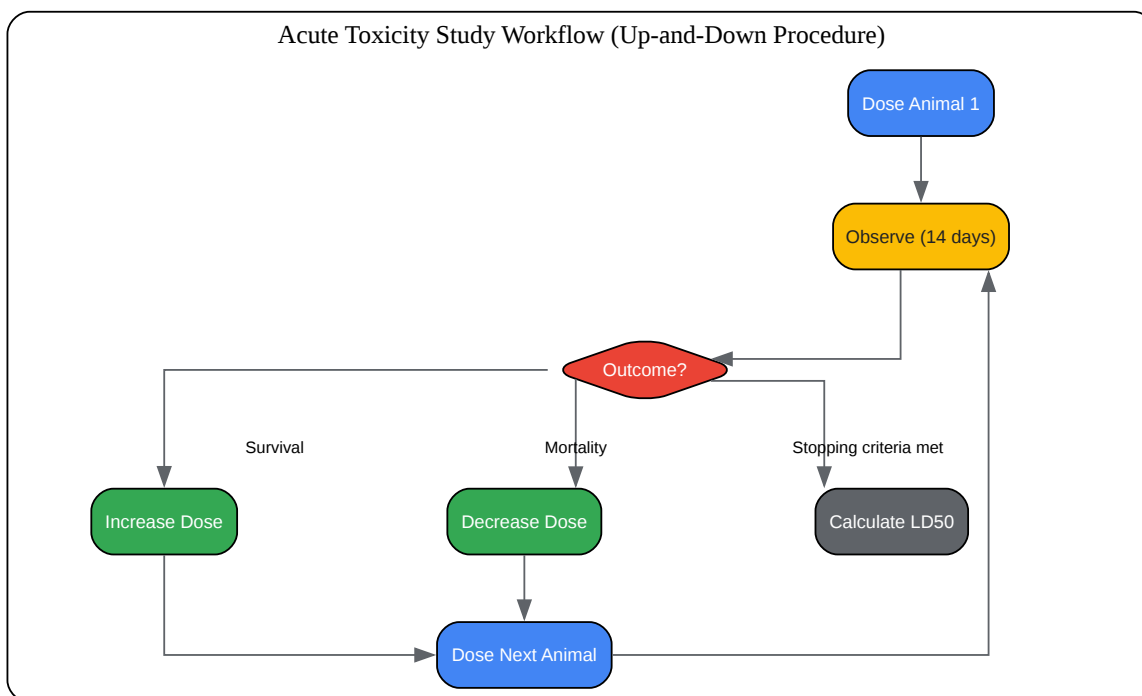 Acute Toxicity Study Workflow (Up-and-Down Procedure)
Dose Animal 1
Observe (14 days)
Outcome?
Survival
Mortality
Stopping criteria met
Increase Dose
Decrease Dose
Calculate LD50
Dose Next Animal